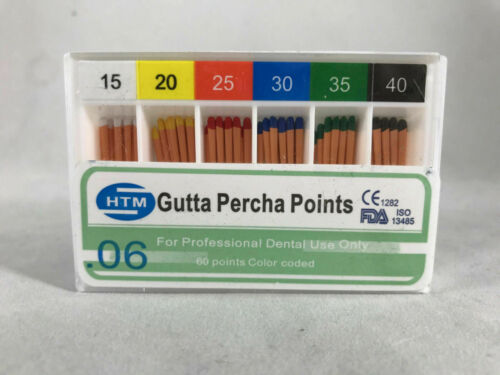 15 20 25 30 35 40
HTM Gutta Percha Points CE 1282
FDA ISO 13485
.06 For Professional Dental Use Only
60 points Color coded